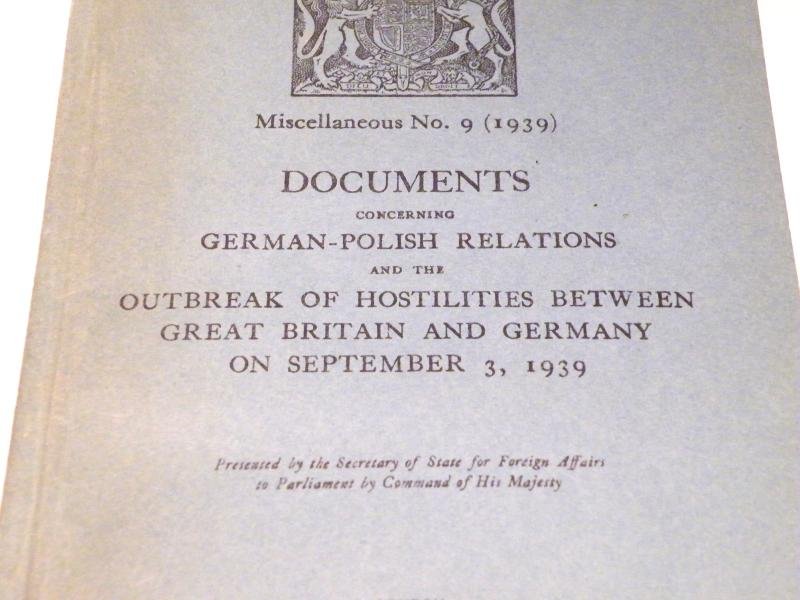 Miscellaneous No. 9 (1939)
DOCUMENTS
CONCERNING
GERMAN-POLISH RELATIONS
AND THE
OUTBREAK OF HOSTILITIES BETWEEN
GREAT BRITAIN AND GERMANY
ON SEPTEMBER 3, 1939
Presented by the Secretary of State for Foreign Affairs
to Parliament by Command of His Majesty